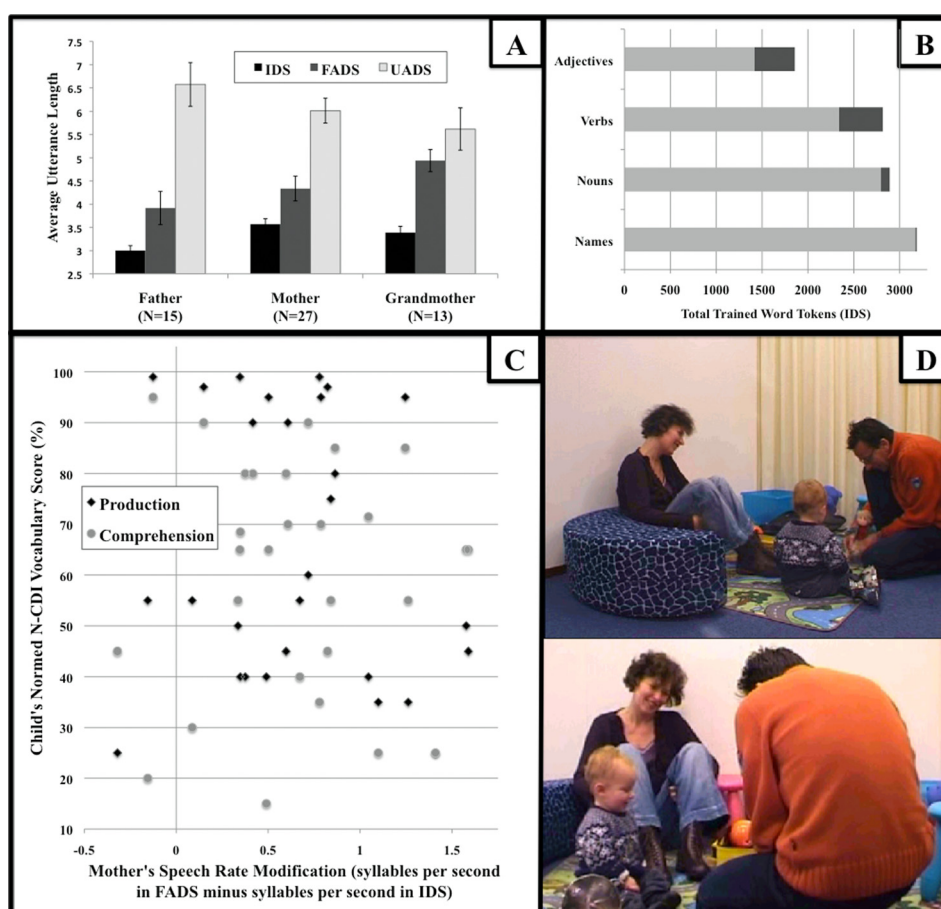 A
7.5
7
6.5
6
5.5
5
4.5
4
3.5
3
2.5
Average Utterance Length
IDS FADS UADS
Father Mother Grandmother
(N=15) (N=27) (N=13)
B
Adjectives
Verbs
Nouns
Names
0 500 1000 1500 2000 2500 3000
Total Trained Word Tokens (IDS)
C
100
90
80
70
60
50
40
30
20
10
Child's Normed N-CDI Vocabulary Score (%)
Production
Comprehension
-0.5 0 0.5 1 1.5
Mother's Speech Rate Modification (syllables per second
in FADS minus syllables per second in IDS)
D